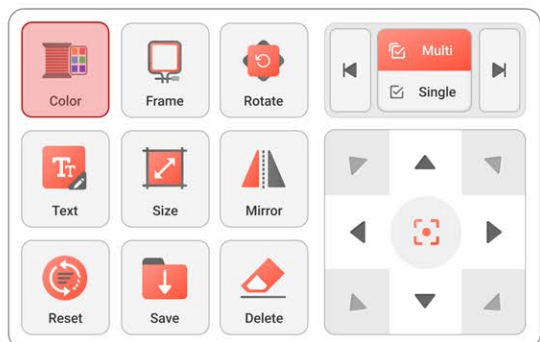 Color
Frame
Rotate
Multi
Single
Text
Size
Mirror
Reset
Save
Delete